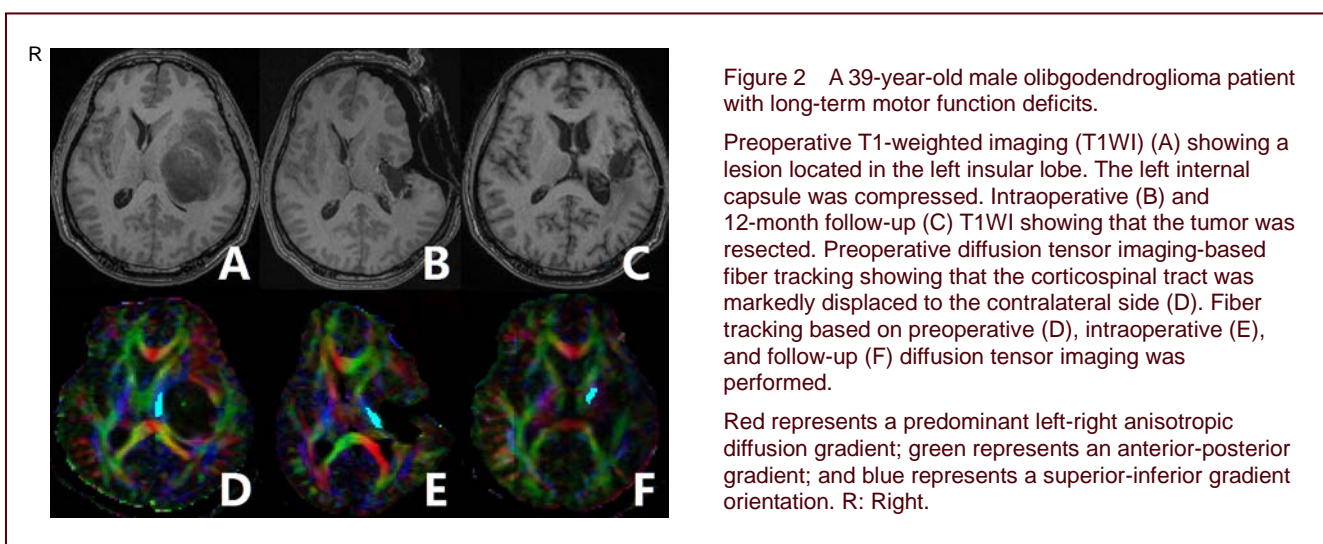 R
A
B
C
D
E
F
Figure 2 A 39-year-old male olibgodendroglioma patient
with long-term motor function deficits.
Preoperative T1-weighted imaging (T1WI) (A) showing a
lesion located in the left insular lobe. The left internal
capsule was compressed. Intraoperative (B) and
12-month follow-up (C) T1WI showing that the tumor was
resected. Preoperative diffusion tensor imaging-based
fiber tracking showing that the corticospinal tract was
markedly displaced to the contralateral side (D). Fiber
tracking based on preoperative (D), intraoperative (E),
and follow-up (F) diffusion tensor imaging was
performed.
Red represents a predominant left-right anisotropic
diffusion gradient; green represents an anterior-posterior
gradient; and blue represents a superior-inferior gradient
orientation. R: Right.